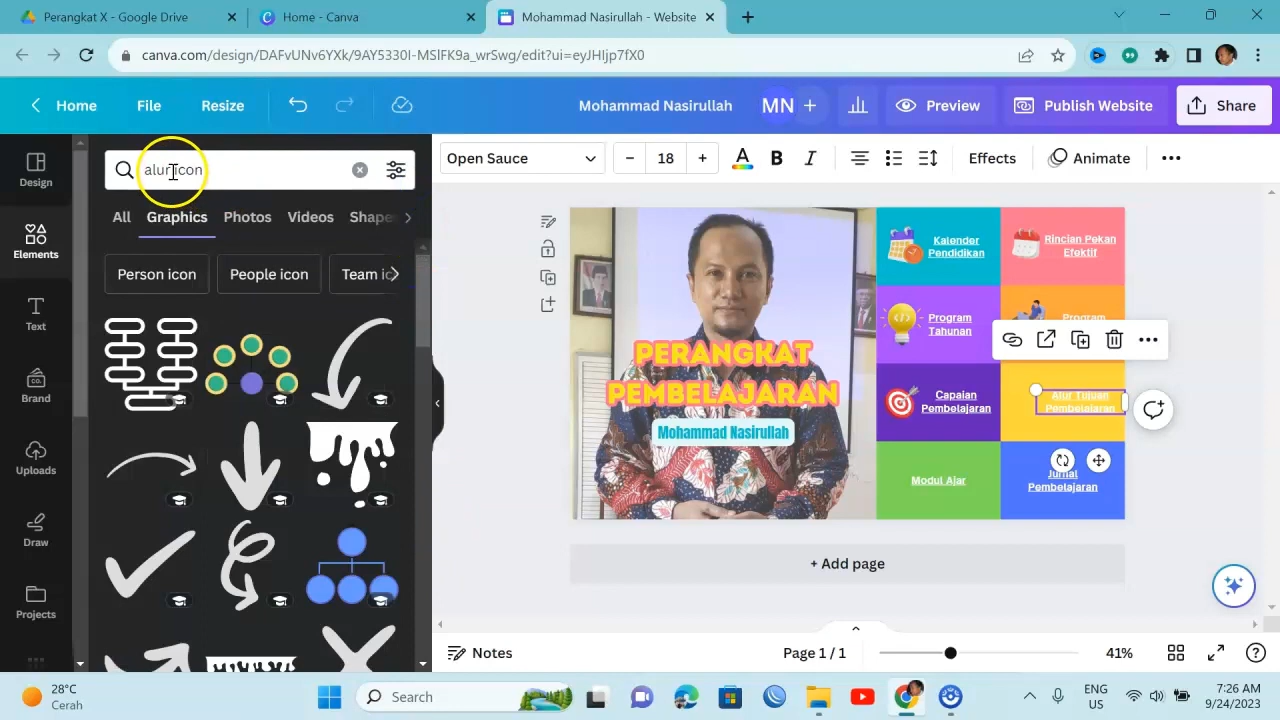 Perangkat X - Google Drive
Home - Canva
Mohammad Nasirullah - Website
canva.com/design/DAFvUNv6YXk/9AY5330I-MSlFK9a_wrSwg/edit?ui=eyJHIjp7fX0
Home
File
Resize
Mohammad Nasirullah
MN
Preview
Publish Website
Share
alur icon
Open Sauce
18
A
B
I
Effects
Animate
Design
Elements
Text
Brand
Uploads
Draw
Projects
All
Graphics
Photos
Videos
Shape
Person icon
People icon
Team ic
PERANGKAT
PEMBELAJARAN
Mohammad Nasirullah
Kalender
Pendidikan
Rincian Pekan
Efektif
Program
Tahunan
Program
Capaian
Pembelajaran
Alur Tujuan
Pembelajaran
Modul Ajar
Jurnal
Pembelajaran
+ Add page
Notes
Page 1 / 1
41%
28°C
Cerah
Search
ENG
US
7:26 AM
9/24/2023